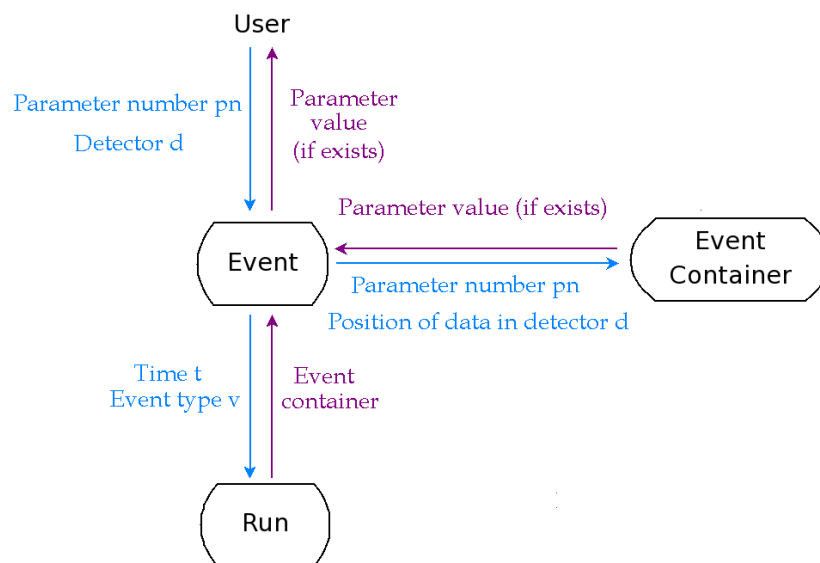 User
Parameter number pn
Detector d
Parameter
value
(if exists)
Parameter value (if exists)
Event
Event
Container
Parameter number pn
Position of data in detector d
Time t
Event type v
Event
container
Run